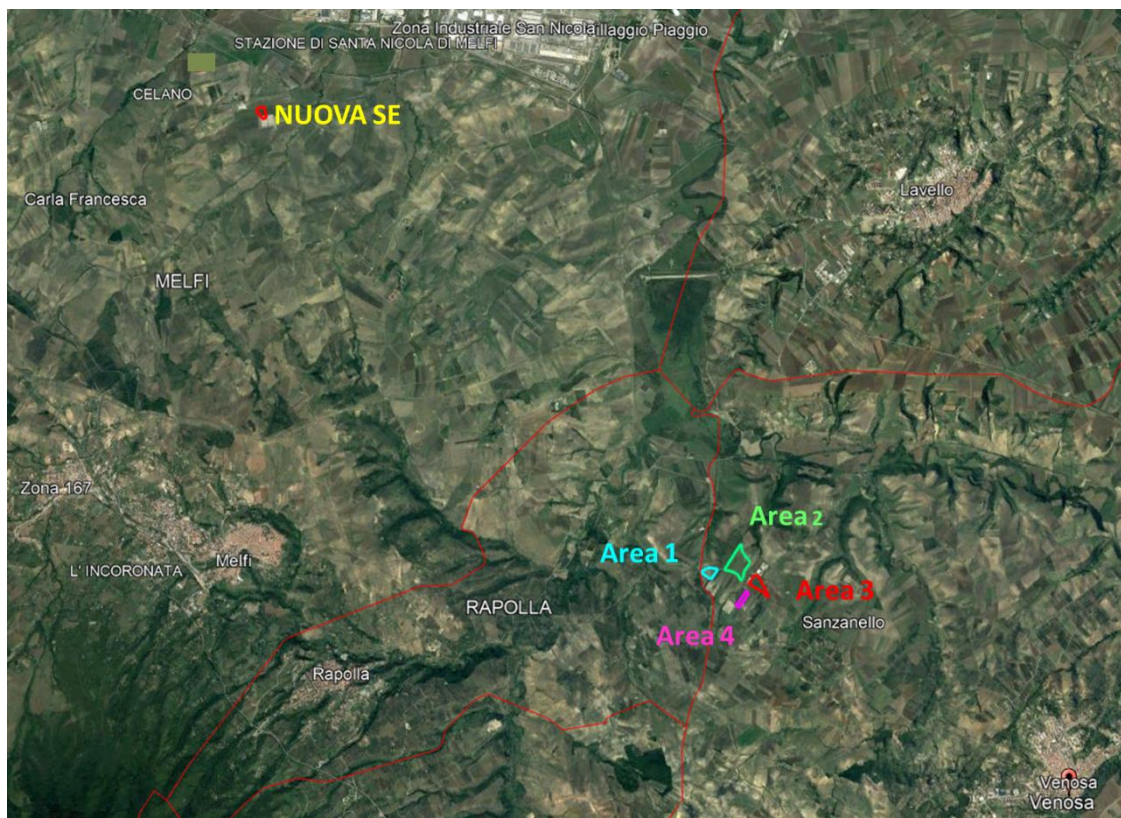 Zona Industriale San Nicola
illaggio Piaggio
STAZIONE DI SANTA NICOLA DI MELFI
CELANO
NUOVA SE
Carla Francesca
Lavello
MELFI
Zona 167
Area 2
Area 1
Melfi
L' INCORONATA
Area 3
RAPOLLA
Sanzanello
Area 4
Rapolla
Venosa
Venosa